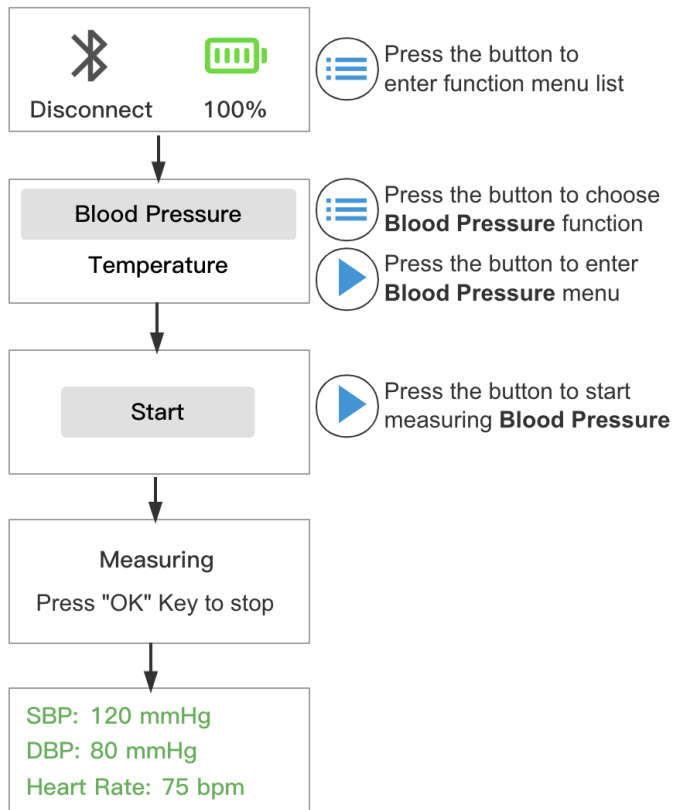 Disconnect 100%
Press the button to
enter function menu list
Blood Pressure
Temperature
Press the button to choose
Blood Pressure function
Press the button to enter
Blood Pressure menu
Start
Press the button to start
measuring Blood Pressure
Measuring
Press "OK" Key to stop
SBP: 120 mmHg
DBP: 80 mmHg
Heart Rate: 75 bpm